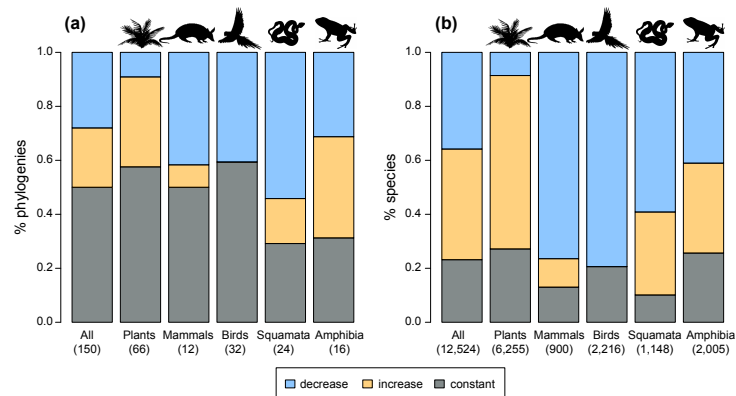 (a)
% phylogenies
1.0
0.8
0.6
0.4
0.2
0.0
All Plants Mammals Birds Squamata Amphibia
(150) (66) (12) (32) (24) (16)
(b)
% species
1.0
0.8
0.6
0.4
0.2
0.0
All Plants Mammals Birds Squamata Amphibia
(12,524) (6,255) (900) (2,216) (1,148) (2,005)
decrease increase constant